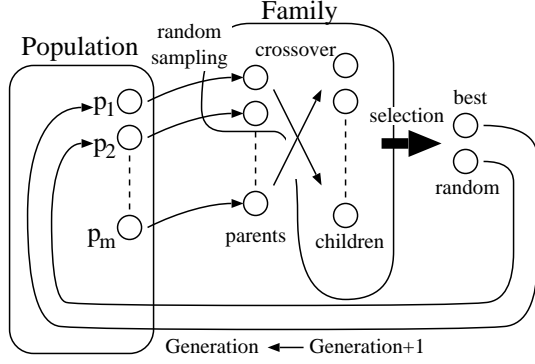 Family
Population
random
sampling
crossover
p1
p2
pm
parents
children
selection
best
random
Generation
Generation+1